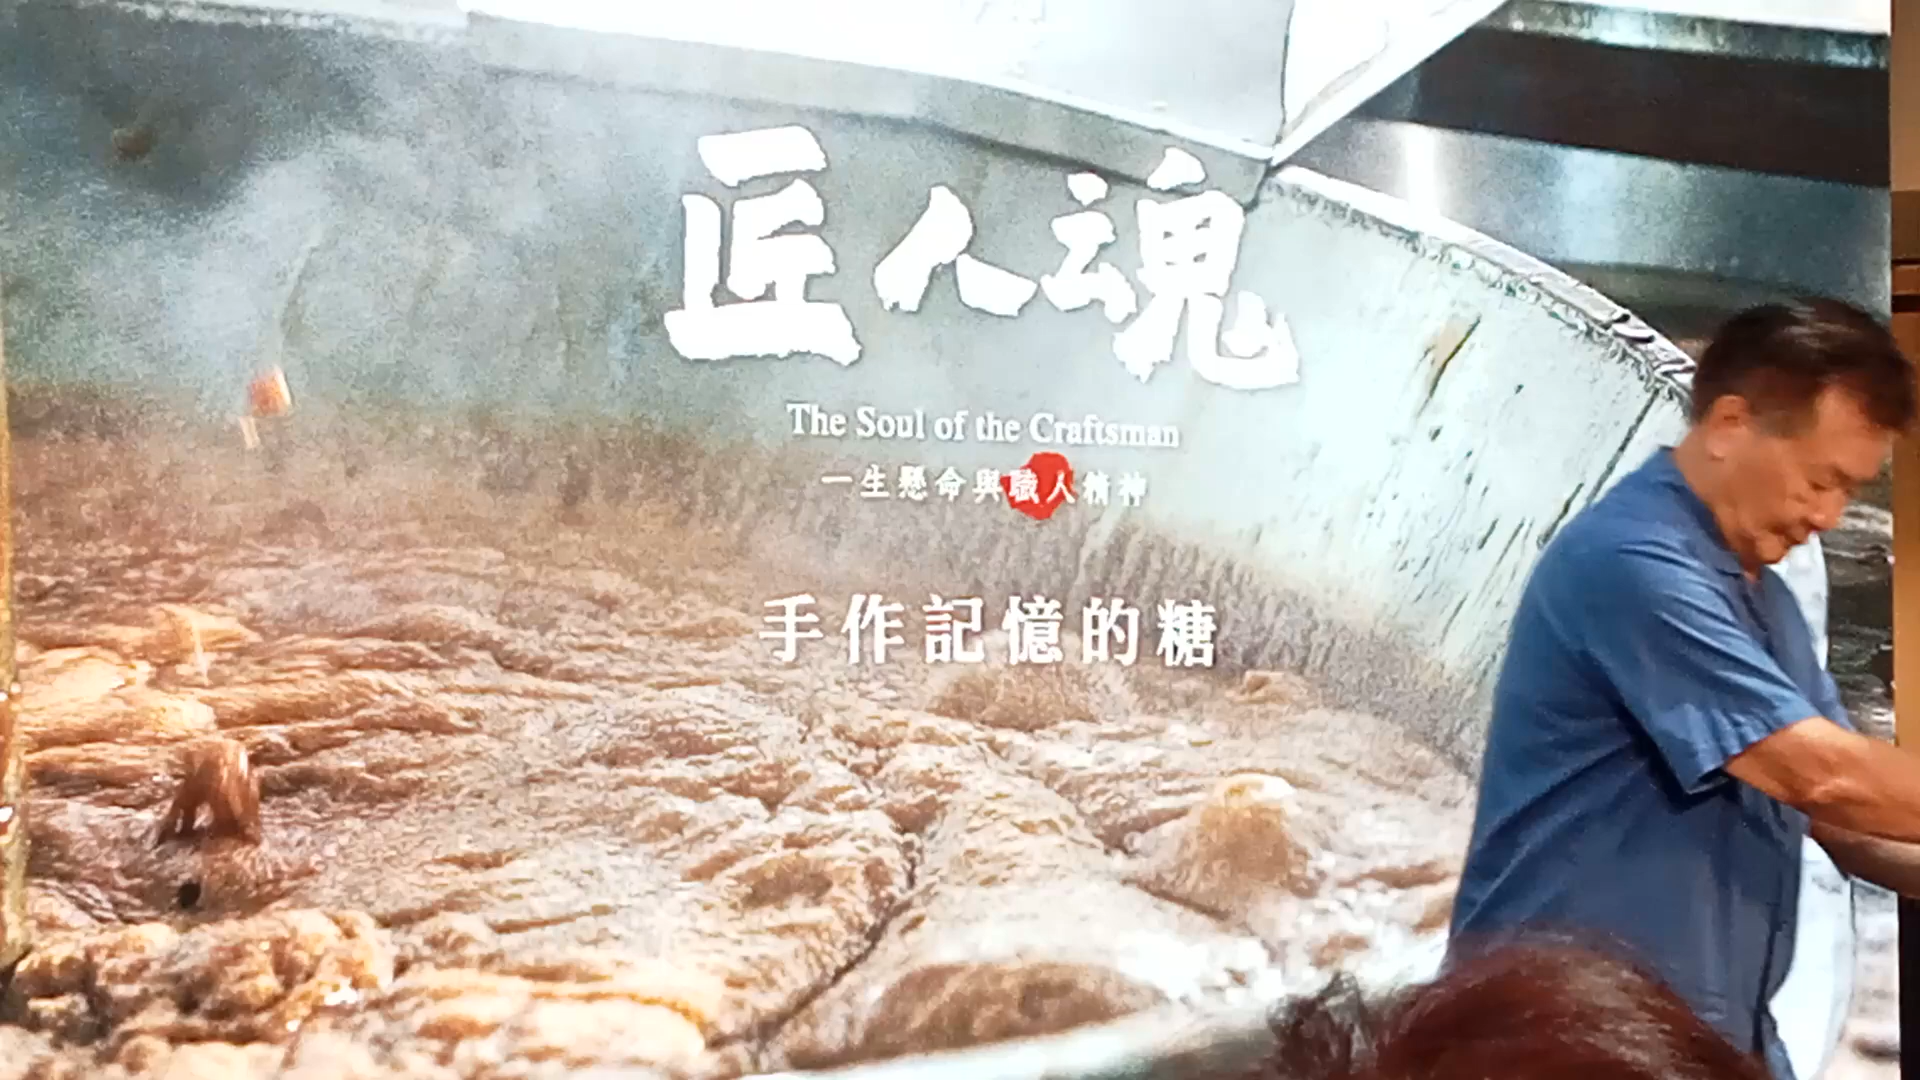 匠人魂
The Soul of the Craftsman
一生懸命與職人精神
手作記憶的糖